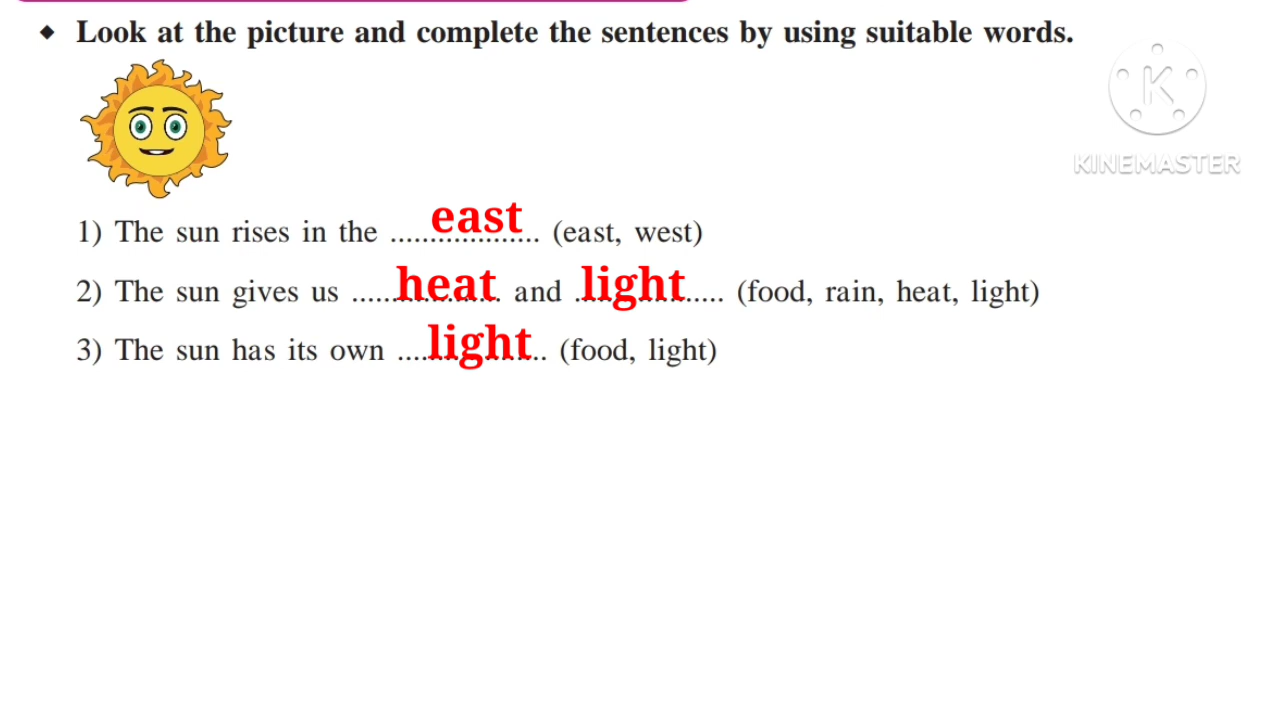 ◆ Look at the picture and complete the sentences by using suitable words.
K
KINEMASTER
1) The sun rises in the ...east... (east, west)
2) The sun gives us .....heat. and .light..... (food, rain, heat, light)
3) The sun has its own ....light.. (food, light)